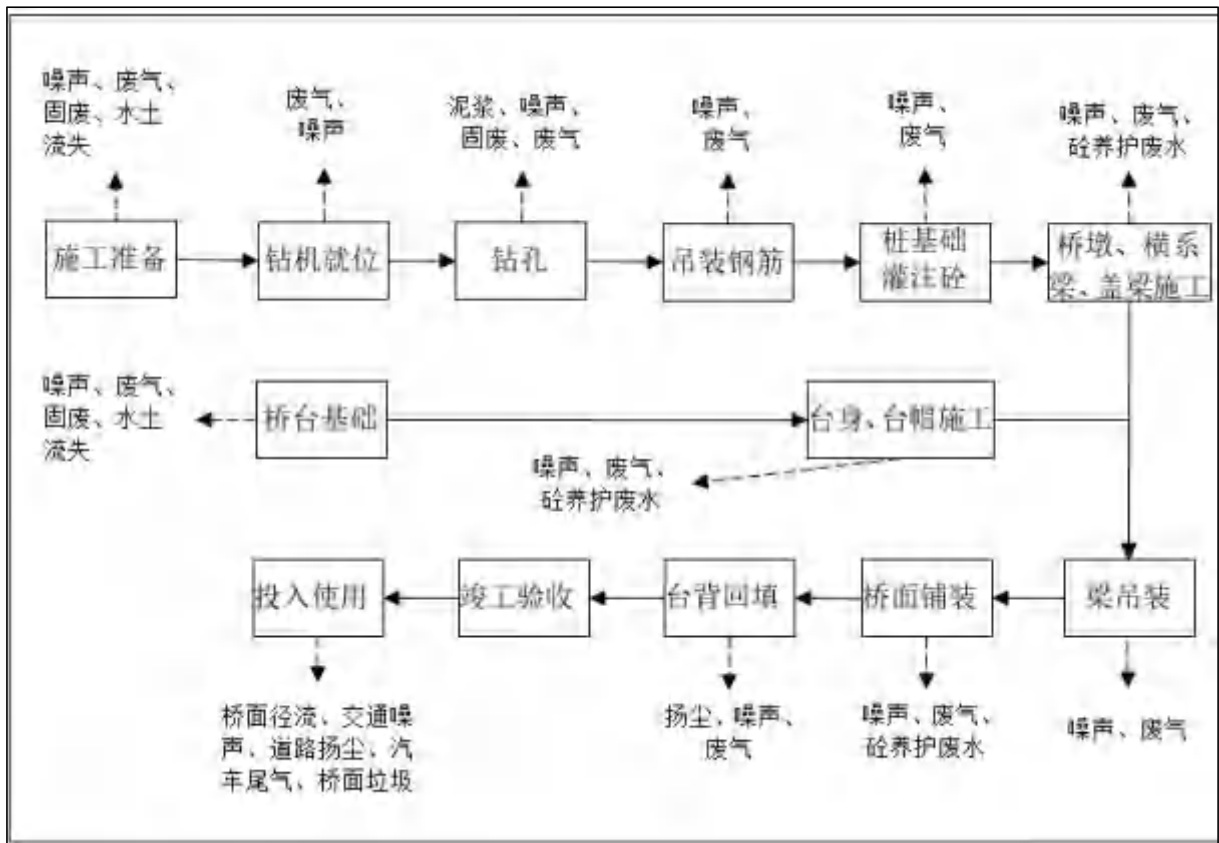 噪声、废气、
固废、水土
流失
废气、
噪声
泥浆、噪声、
固废、废气
噪声、
废气
噪声、
废气
噪声、废气、
砼养护废水
施工准备
钻机就位
钻孔
吊装钢筋
桩基础
灌注砼
桥墩、横系
梁、盖梁施工
噪声、废气、
固废、水土
流失
桥台基础
台身、台帽施工
噪声、废气、
砼养护废水
投入使用
竣工验收
台背回填
桥面铺装
梁吊装
桥面径流、交通噪
声、道路扬尘、汽
车尾气、桥面垃圾
扬尘、噪声、
废气
噪声、废气、
砼养护废水
噪声、废气